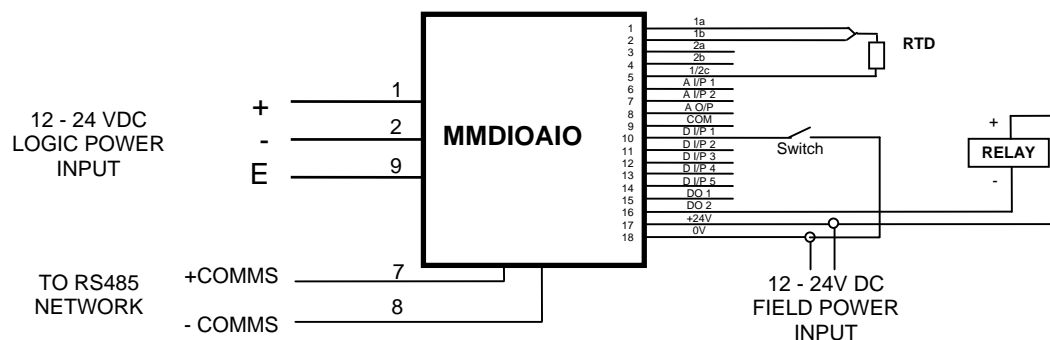 12 - 24 VDC
LOGIC POWER
INPUT
+
-
E
1
2
9
MMDIOAIO
1 1a
2 1b
3 2a
4 2b
5 1/2c
6 A I/P 1
7 A I/P 2
8 A O/P
9 COM
10 D I/P 1
11 D I/P 2
12 D I/P 3
13 D I/P 4
14 D I/P 5
15 DO 1
16 DO 2
17 +24V
18 0V
RTD
Switch
+
RELAY
-
12 - 24V DC
FIELD POWER
INPUT
TO RS485
NETWORK
+COMMS
7
- COMMS
8